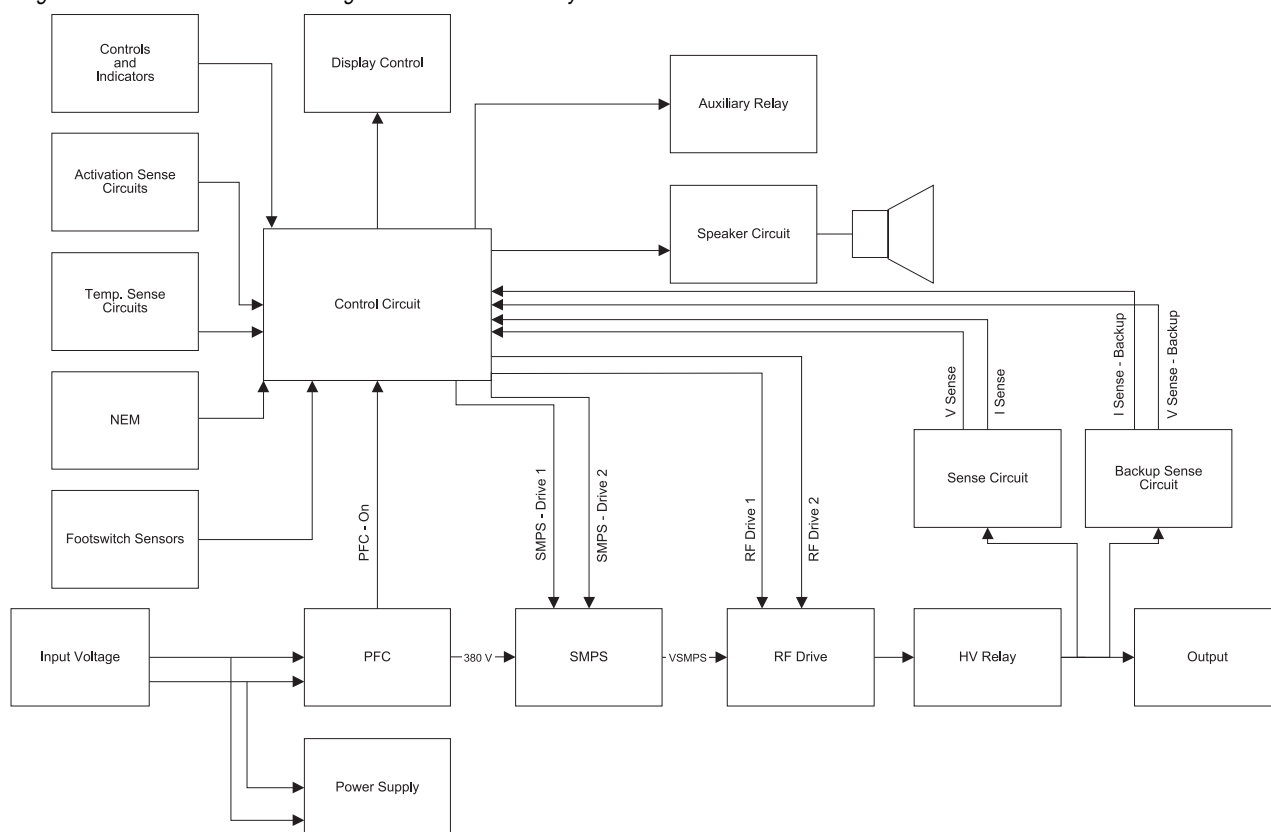 Controls
and
Indicators
Display Control
Auxiliary Relay
Activation Sense
Circuits
Speaker Circuit
Temp. Sense
Circuits
Control Circuit
I Sense - Backup
V Sense - Backup
V Sense
I Sense
NEM
Sense Circuit
Backup Sense
Circuit
Footswitch Sensors
PFC - On
SMPS - Drive 1
SMPS - Drive 2
RF Drive 1
RF Drive 2
Input Voltage
PFC
380 V
SMPS
VSMPS
RF Drive
HV Relay
Output
Power Supply